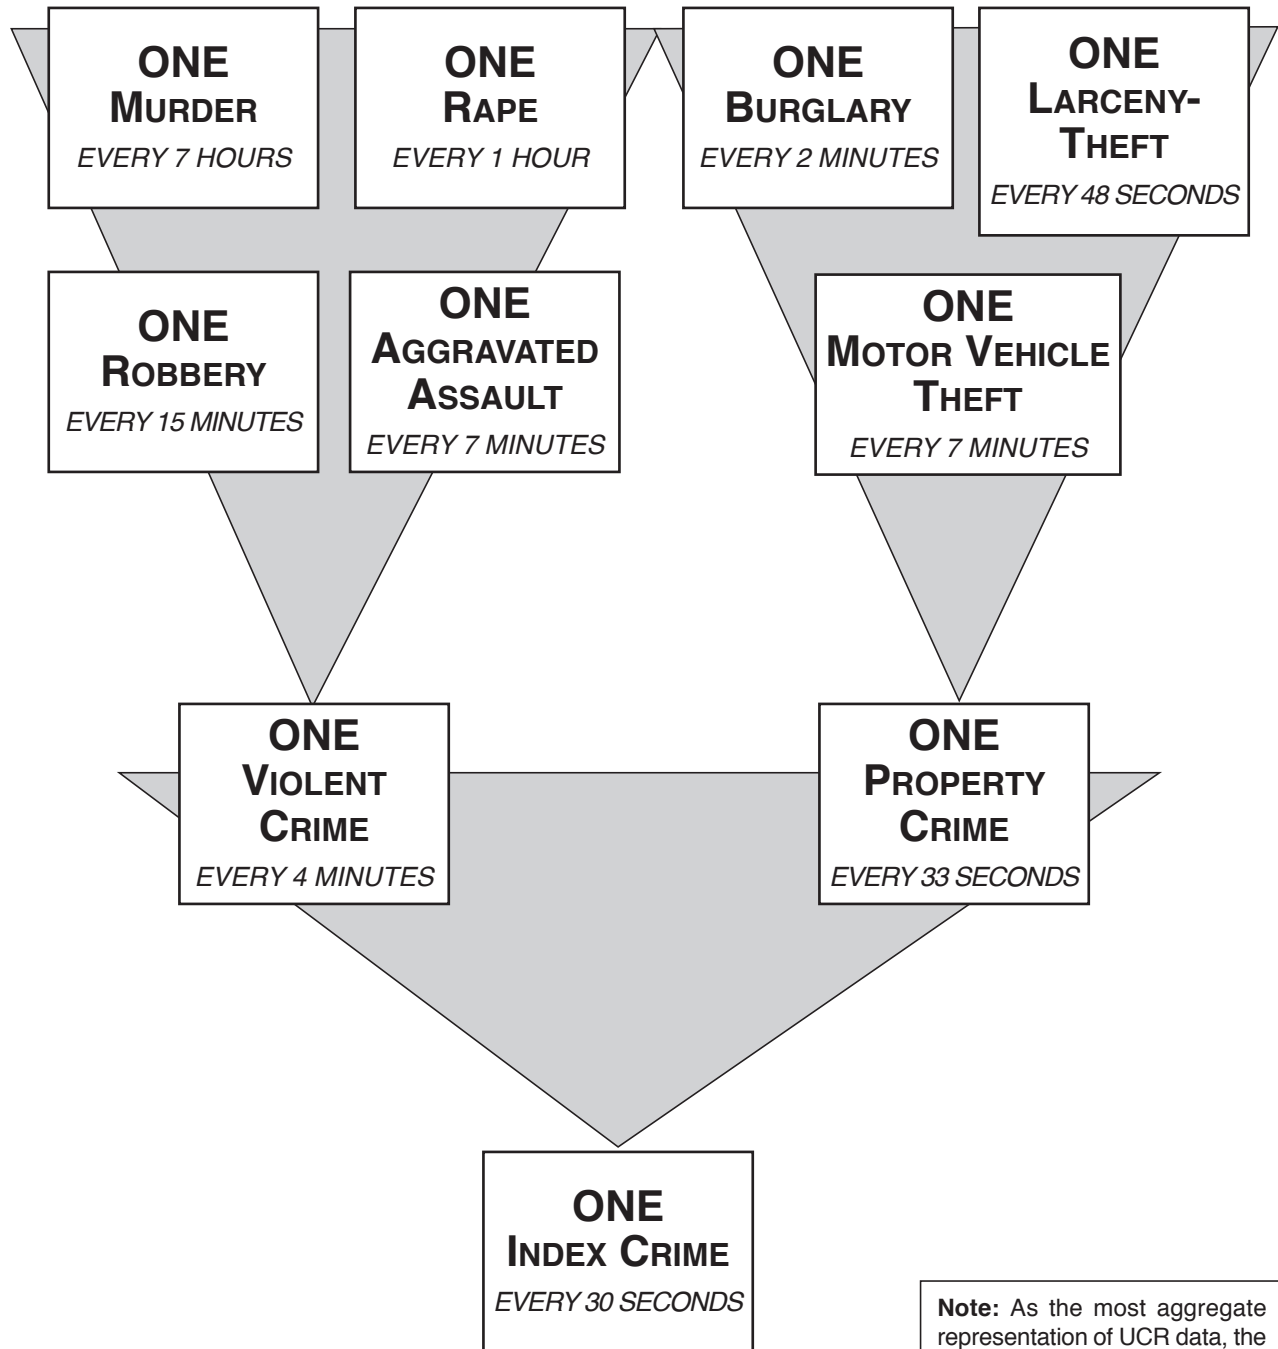 ONE
MURDER
EVERY 7 HOURS
ONE
RAPE
EVERY 1 HOUR
ONE
BURGLARY
EVERY 2 MINUTES
ONE
LARCENY-
THEFT
EVERY 48 SECONDS
ONE
ROBBERY
EVERY 15 MINUTES
ONE
AGGRAVATED
ASSAULT
EVERY 7 MINUTES
ONE
MOTOR VEHICLE
THEFT
EVERY 7 MINUTES
ONE
VIOLENT
CRIME
EVERY 4 MINUTES
ONE
PROPERTY
CRIME
EVERY 33 SECONDS
ONE
INDEX CRIME
EVERY 30 SECONDS
Note: As the most aggregate
representation of UCR data, the